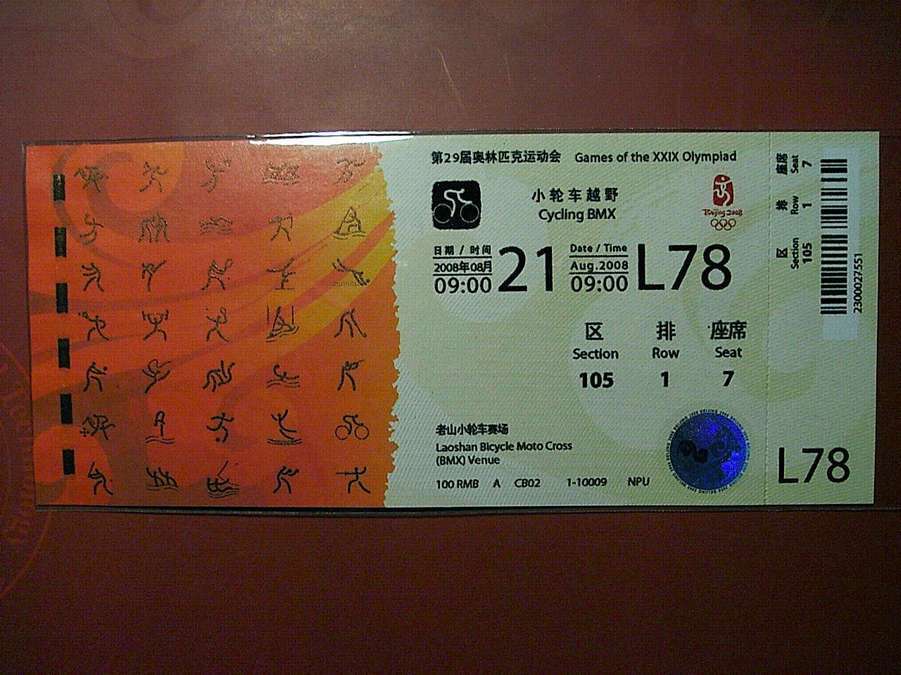 第29届奥林匹克运动会 Games of the XXIX Olympiad
小轮车越野
Cycling BMX
Beijing 2008
日期 / 时间
2008年08月
09:00
21
Date / Time
Aug.2008
09:00
L78
区 排 座席
Section Row Seat
105 1 7
老山小轮车赛场
Laoshan Bicycle Moto Cross
(BMX) Venue
100 RMB A CB02 1-10009 NPU
座席 Seat 7
排 Row 1
区 Section 105
2300027551
L78